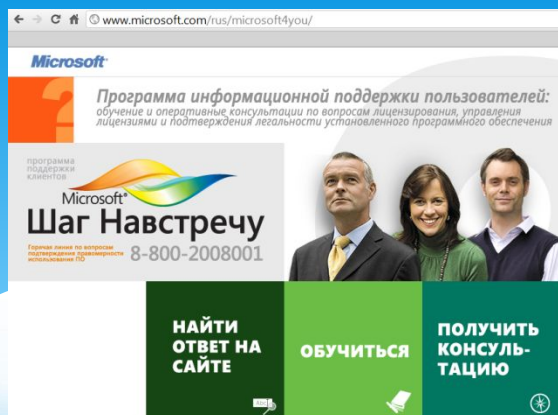 www.microsoft.com/rus/microsoft4you/
Microsoft
Программа информационной поддержки пользователей:
обучение и оперативные консультации по вопросам лицензирования, управления
лицензиями и подтверждения легальности установленного программного обеспечения
программа
поддержки
клиентов
Microsoft®
Шаг Навстречу
Горячая линия по вопросам
подтверждения правомерности
использования ПО
8-800-2008001
НАЙТИ
ОТВЕТ НА
САЙТЕ
ОБУЧИТЬСЯ
ПОЛУЧИТЬ
КОНСУЛЬ-
ТАЦИЮ